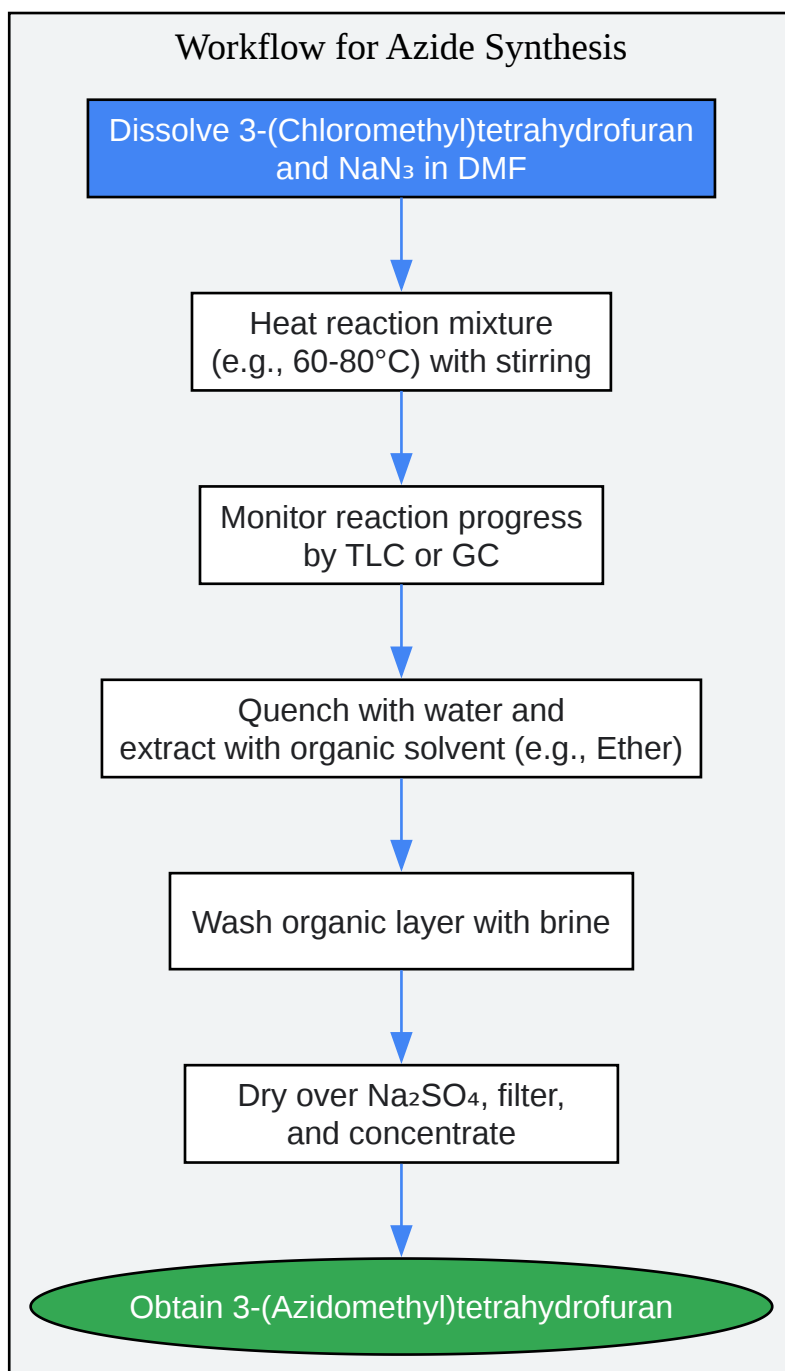 Workflow for Azide Synthesis
Dissolve 3-(Chloromethyl)tetrahydrofuran
and NaN₃ in DMF
Heat reaction mixture
(e.g., 60-80°C) with stirring
Monitor reaction progress
by TLC or GC
Quench with water and
extract with organic solvent (e.g., Ether)
Wash organic layer with brine
Dry over Na₂SO₄, filter,
and concentrate
Obtain 3-(Azidomethyl)tetrahydrofuran